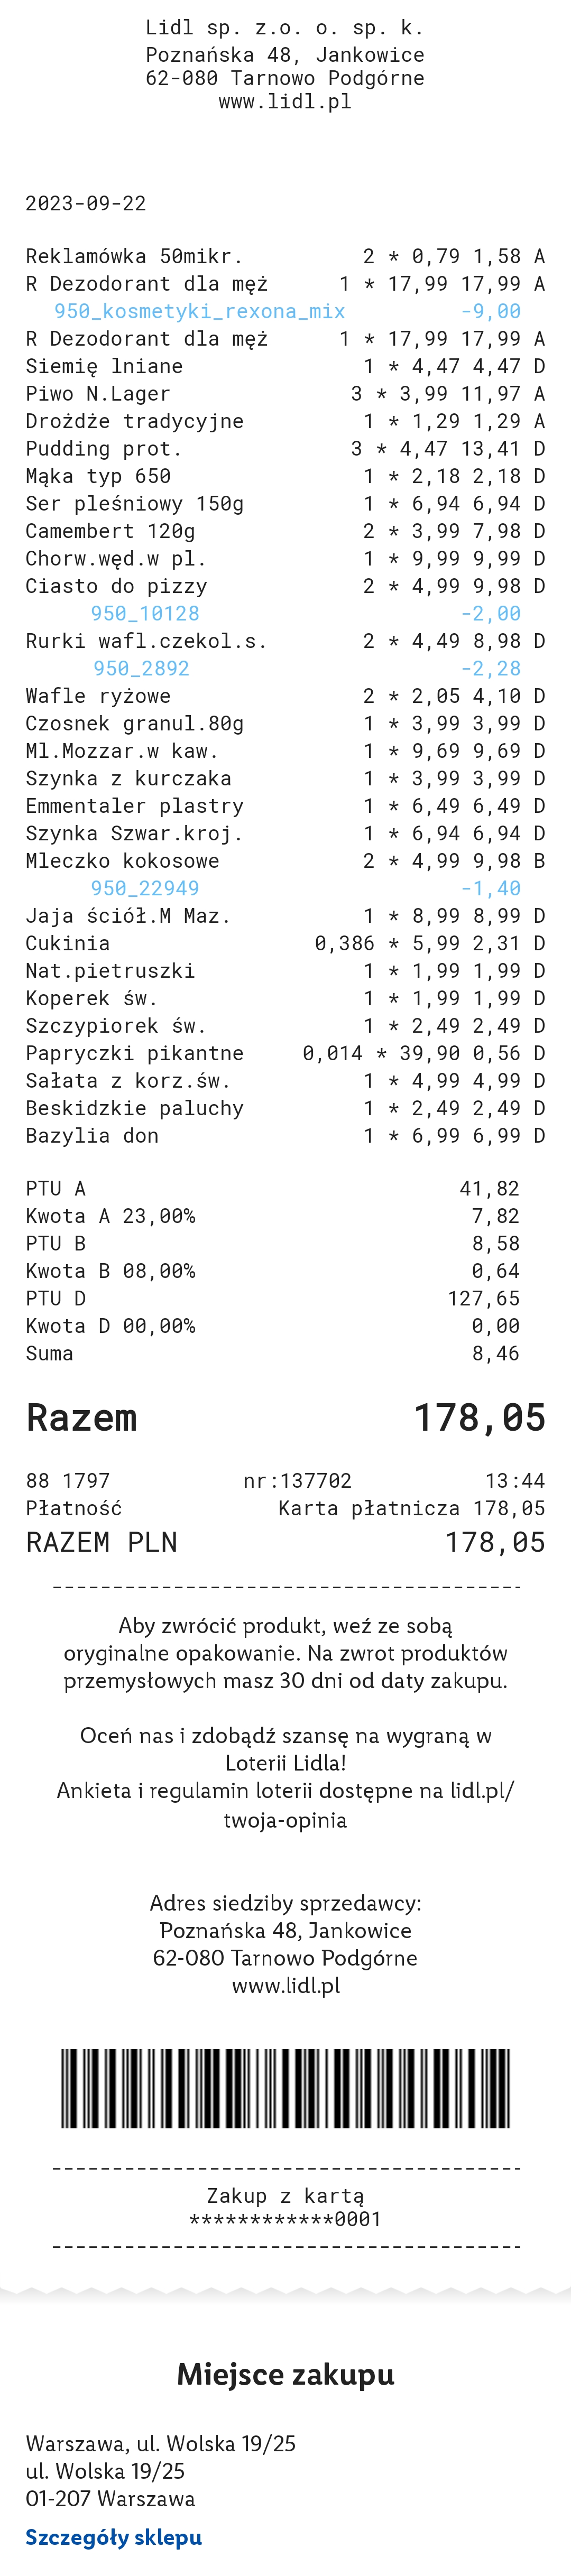 Lidl sp. z.o. o. sp. k.
Poznańska 48, Jankowice
62-080 Tarnowo Podgórne
www.lidl.pl
2023-09-22
Reklamówka 50mikr. 2 * 0,79 1,58 A
R Dezodorant dla męż 1 * 17,99 17,99 A
950_kosmetyki_rexona_mix -9,00
R Dezodorant dla męż 1 * 17,99 17,99 A
Siemię lniane 1 * 4,47 4,47 D
Piwo N.Lager 3 * 3,99 11,97 A
Drożdże tradycyjne 1 * 1,29 1,29 A
Pudding prot. 3 * 4,47 13,41 D
Mąka typ 650 1 * 2,18 2,18 D
Ser pleśniowy 150g 1 * 6,94 6,94 D
Camembert 120g 2 * 3,99 7,98 D
Chorw.węd.w pl. 1 * 9,99 9,99 D
Ciasto do pizzy 2 * 4,99 9,98 D
950_10128 -2,00
Rurki wafl.czekol.s. 2 * 4,49 8,98 D
950_2892 -2,28
Wafle ryżowe 2 * 2,05 4,10 D
Czosnek granul.80g 1 * 3,99 3,99 D
Ml.Mozzar.w kaw. 1 * 9,69 9,69 D
Szynka z kurczaka 1 * 3,99 3,99 D
Emmentaler plastry 1 * 6,49 6,49 D
Szynka Szwar.kroj. 1 * 6,94 6,94 D
Mleczko kokosowe 2 * 4,99 9,98 B
950_22949 -1,40
Jaja ściół.M Maz. 1 * 8,99 8,99 D
Cukinia 0,386 * 5,99 2,31 D
Nat.pietruszki 1 * 1,99 1,99 D
Koperek św. 1 * 1,99 1,99 D
Szczypiorek św. 1 * 2,49 2,49 D
Papryczki pikantne 0,014 * 39,90 0,56 D
Sałata z korz.św. 1 * 4,99 4,99 D
Beskidzkie paluchy 1 * 2,49 2,49 D
Bazylia don 1 * 6,99 6,99 D
PTU A 41,82
Kwota A 23,00% 7,82
PTU B 8,58
Kwota B 08,00% 0,64
PTU D 127,65
Kwota D 00,00% 0,00
Suma 8,46
Razem 178,05
88 1797 nr:137702 13:44
Płatność Karta płatnicza 178,05
RAZEM PLN 178,05
Aby zwrócić produkt, weź ze sobą
oryginalne opakowanie. Na zwrot produktów
przemysłowych masz 30 dni od daty zakupu.
Oceń nas i zdobądź szansę na wygraną w
Loterii Lidla!
Ankieta i regulamin loterii dostępne na lidl.pl/
twoja-opinia
Adres siedziby sprzedawcy:
Poznańska 48, Jankowice
62-080 Tarnowo Podgórne
www.lidl.pl
Zakup z kartą
************0001
Miejsce zakupu
Warszawa, ul. Wolska 19/25
ul. Wolska 19/25
01-207 Warszawa
Szczegóły sklepu